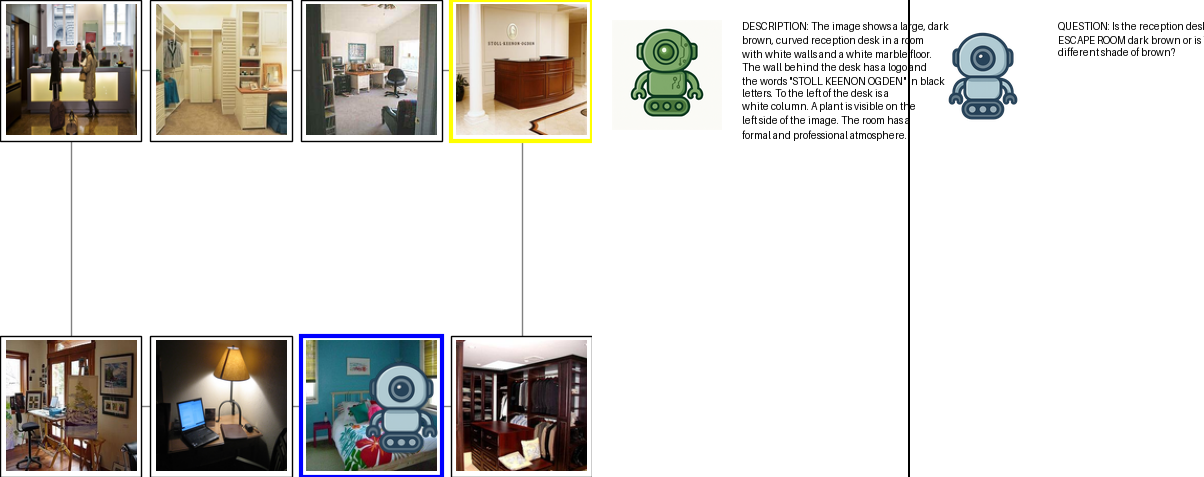 STOLL KEENON OGDEN
DESCRIPTION: The image shows a large, dark
brown, curved reception desk in a room
with white walls and a white marble floor.
The wall behind the desk has a logo and
the words "STOLL KEENON OGDEN" in black
letters. To the left of the desk is a
white column. A plant is visible on the
left side of the image. The room has a
formal and professional atmosphere.
QUESTION: Is the reception
ESCAPE ROOM dark brown or is
different shade of brown?